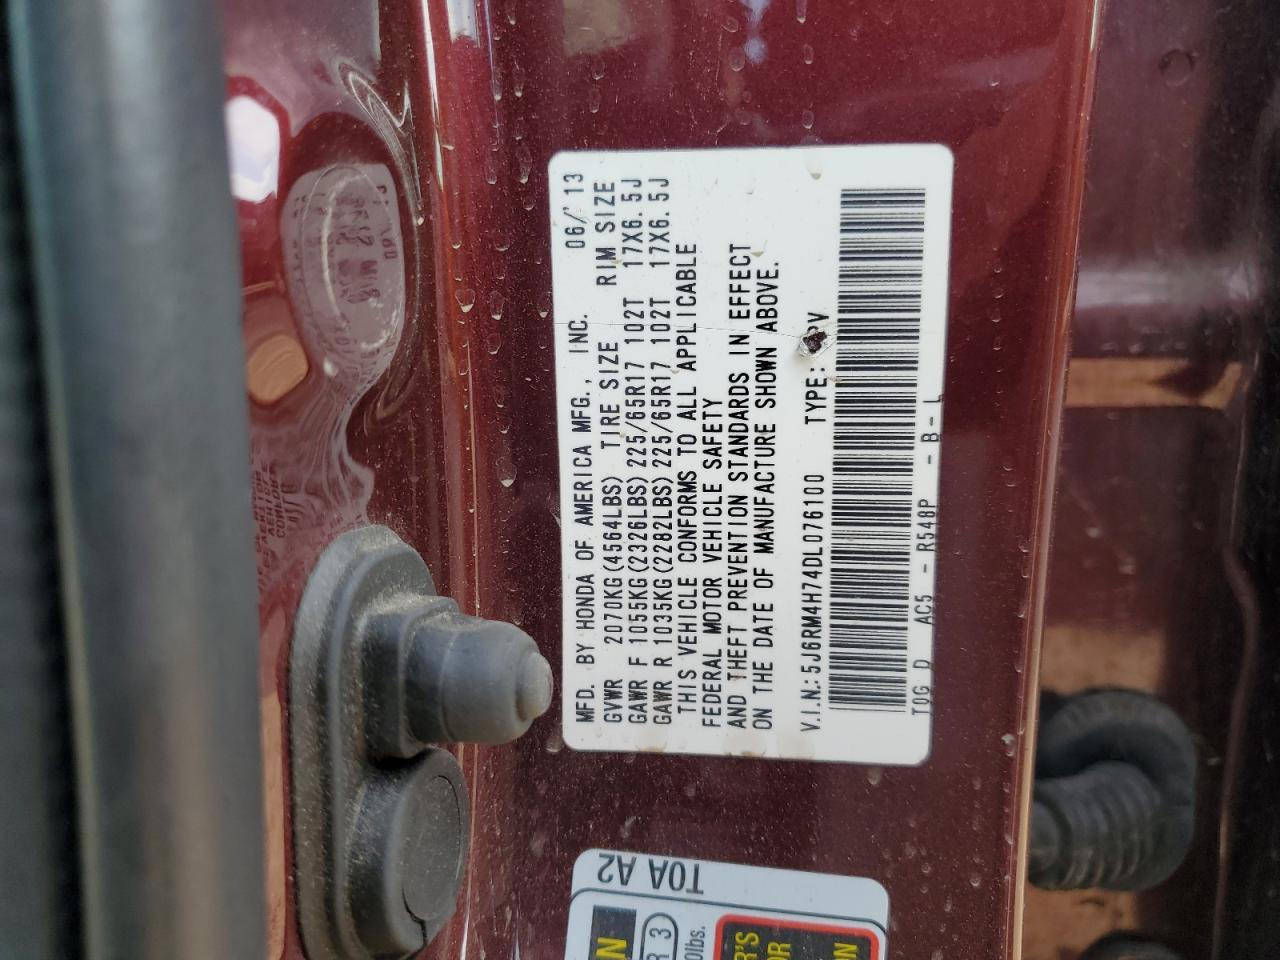 MFD. BY HONDA OF AMERICA MFG., INC. 06/'13
GVWR 2070KG(4564LBS) TIRE SIZE RIM SIZE
GAWR F 1055KG(2326LBS)225/65R17 102T 17X6.5J
GAWR R 1035KG(2282LBS)225/65R17 102T 17X6.5J
THIS VEHICLE CONFORMS TO ALL APPLICABLE
FEDERAL MOTOR VEHICLE SAFETY
AND THEFT PREVENTION STANDARDS IN EFFECT
ON THE DATE OF MANUFACTURE SHOWN ABOVE.
V.I.N.: 5J6RM4H74DL076100 TYPE:
T0G D AC5 - R548P - B - L
T0A A2